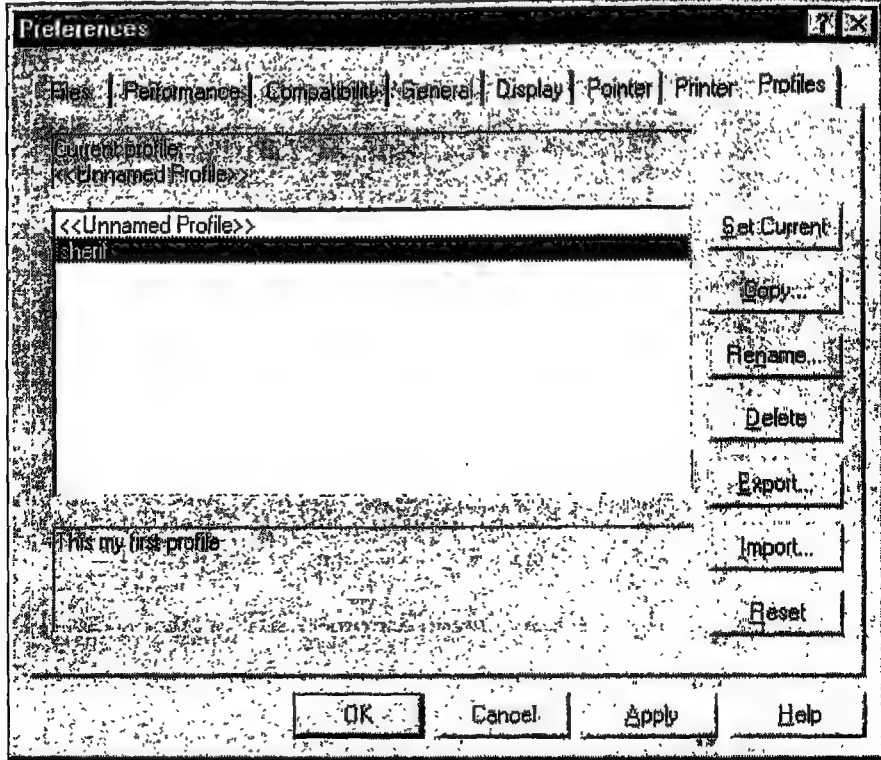 Preferences
Files Performance Compatibility General Display Pointer Printer Profiles
Current profile:
<<Unnamed Profile>>
<<Unnamed Profile>>
sherif
Set Current
Copy...
Rename...
Delete
Export...
Import...
Reset
This my first profile
OK Cancel Apply Help